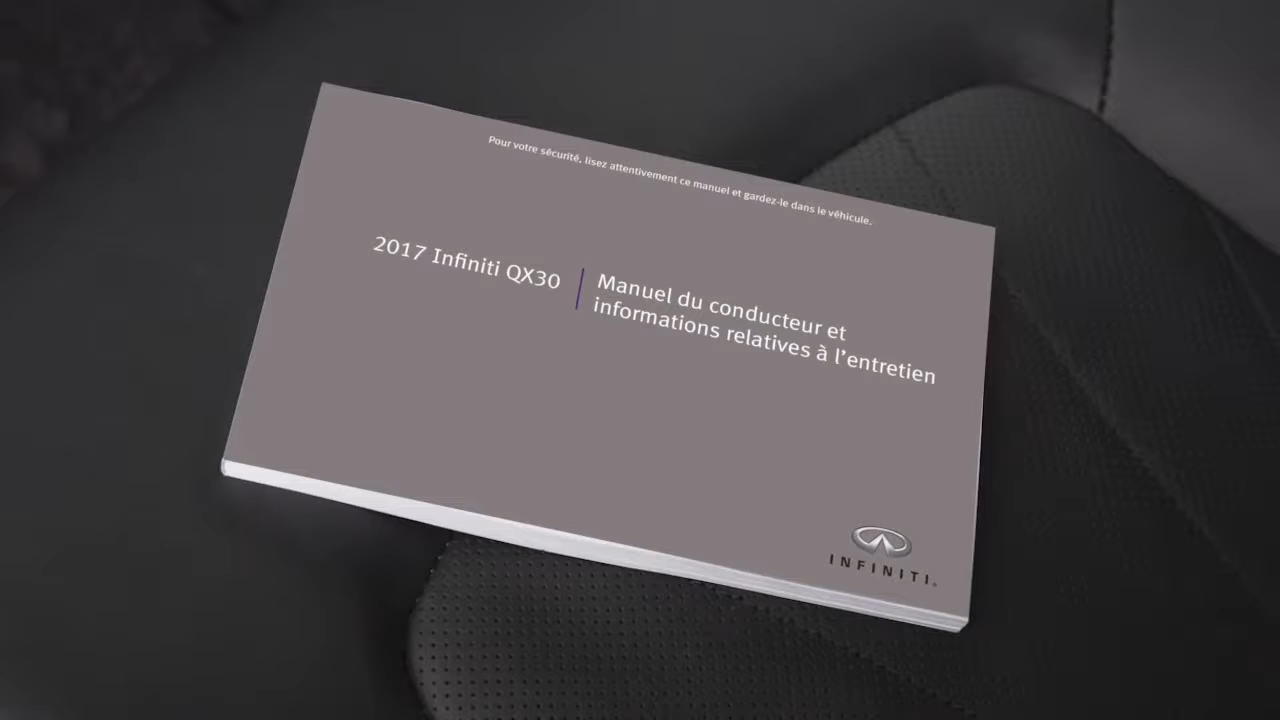 Pour votre sécurité, lisez attentivement ce manuel et gardez-le dans le véhicule.
2017 Infiniti QX30
Manuel du conducteur et
informations relatives à l'entretien
INFINITI®